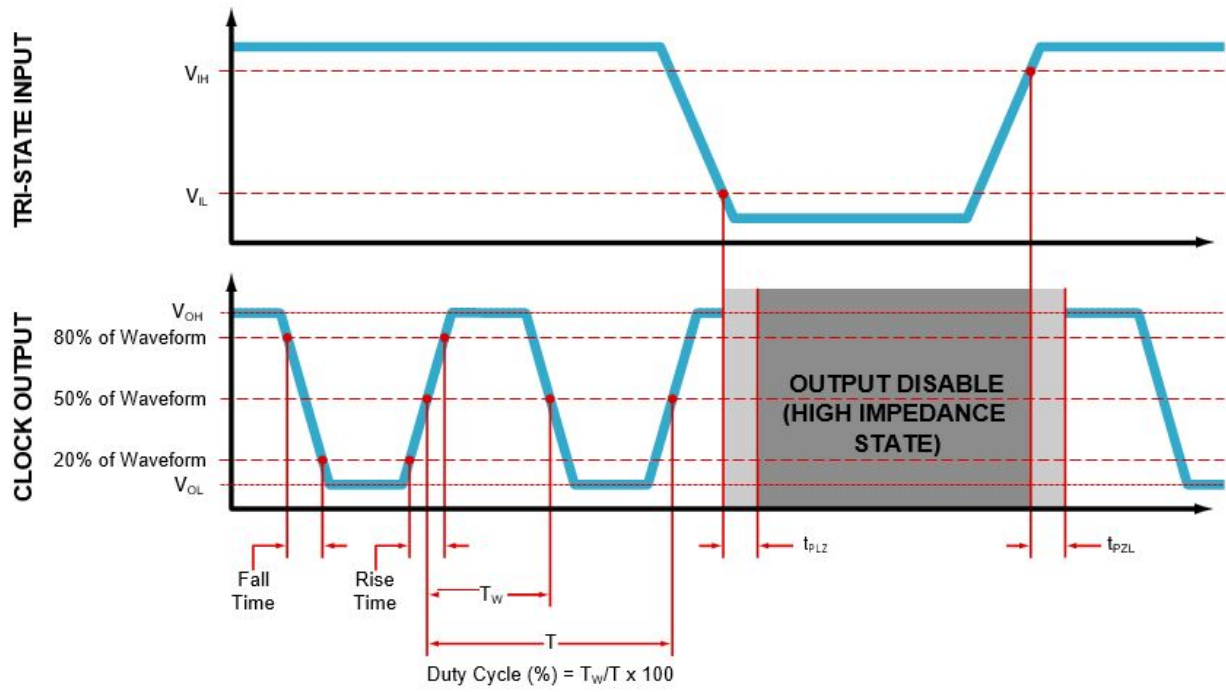 TRI-STATE INPUT
VIH
VIL
CLOCK OUTPUT
VOH
80% of Waveform
50% of Waveform
20% of Waveform
VOL
OUTPUT DISABLE
(HIGH IMPEDANCE
STATE)
Fall
Time
Rise
Time
TW
T
tPLZ
tPZL
Duty Cycle (%) = TW/T x 100